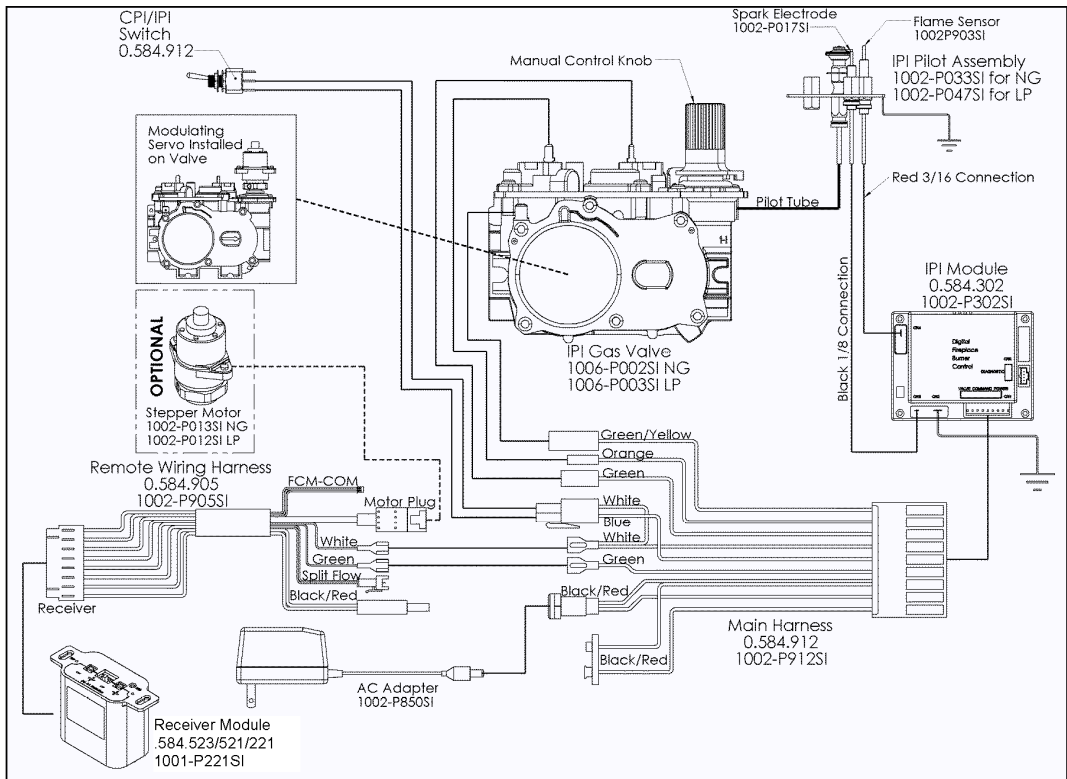 CPI/IPI
Switch
0.584.912
Spark Electrode
1002-P017SI
Flame Sensor
1002P903SI
Manual Control Knob
IPI Pilot Assembly
1002-P033SI for NG
1002-P047SI for LP
Modulating
Servo Installed
on Valve
Red 3/16 Connection
Pilot Tube
Black 1/8 Connection
IPI Module
0.584.302
1002-P302SI
Digital
Fireplace
Burner
Control
DIAGNOSTIC
VALVE COMMAND POWER
OPTIONAL
Stepper Motor
1002-P013SI NG
1002-P012SI LP
IPI Gas Valve
1006-P002SI NG
1006-P003SI LP
Remote Wiring Harness
0.584.905
1002-P905SI
FCM-COM
Motor Plug
Green/Yellow
Orange
Green
White
Blue
White
White
Green
Green
Split Flow
Black/Red
Black/Red
Receiver
Main Harness
0.584.912
1002-P912SI
Black/Red
AC Adapter
1002-P850SI
Receiver Module
.584.523/521/221
1001-P221SI